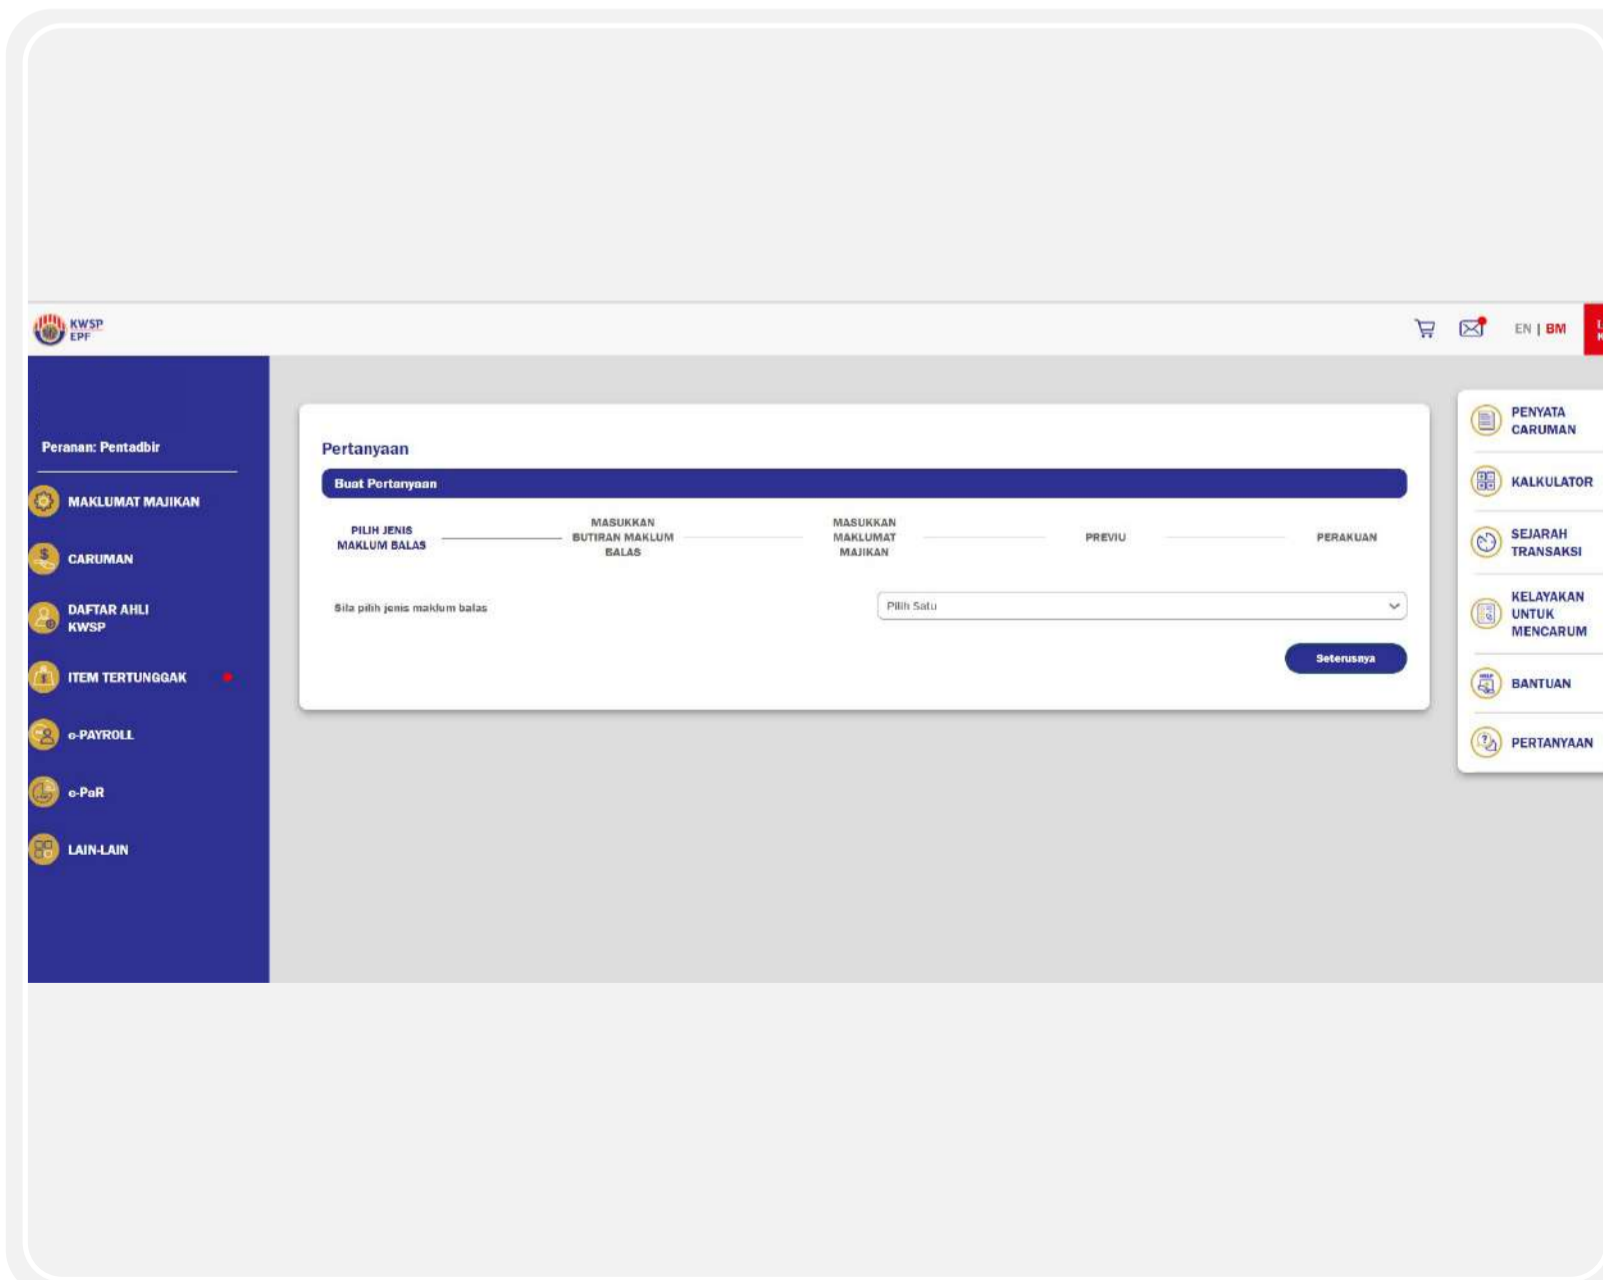 KWSP
EPF
EN | BM
Peranan: Pentadbir
MAKLUMAT MAJIKAN
CARUMAN
DAFTAR AHLI
KWSP
ITEM TERTUNGGAK
e-PAYROLL
e-PaR
LAIN-LAIN
Pertanyaan
Buat Pertanyaan
PILIH JENIS
MAKLUM BALAS
MASUKKAN
BUTIRAN MAKLUM
BALAS
MASUKKAN
MAKLUMAT
MAJIKAN
PREVIU
PERAKUAN
Sila pilih jenis maklum balas
Pilih Satu
Seterusnya
PENYATA
CARUMAN
KALKULATOR
SEJARAH
TRANSAKSI
KELAYAKAN
UNTUK
MENCARUM
BANTUAN
PERTANYAAN